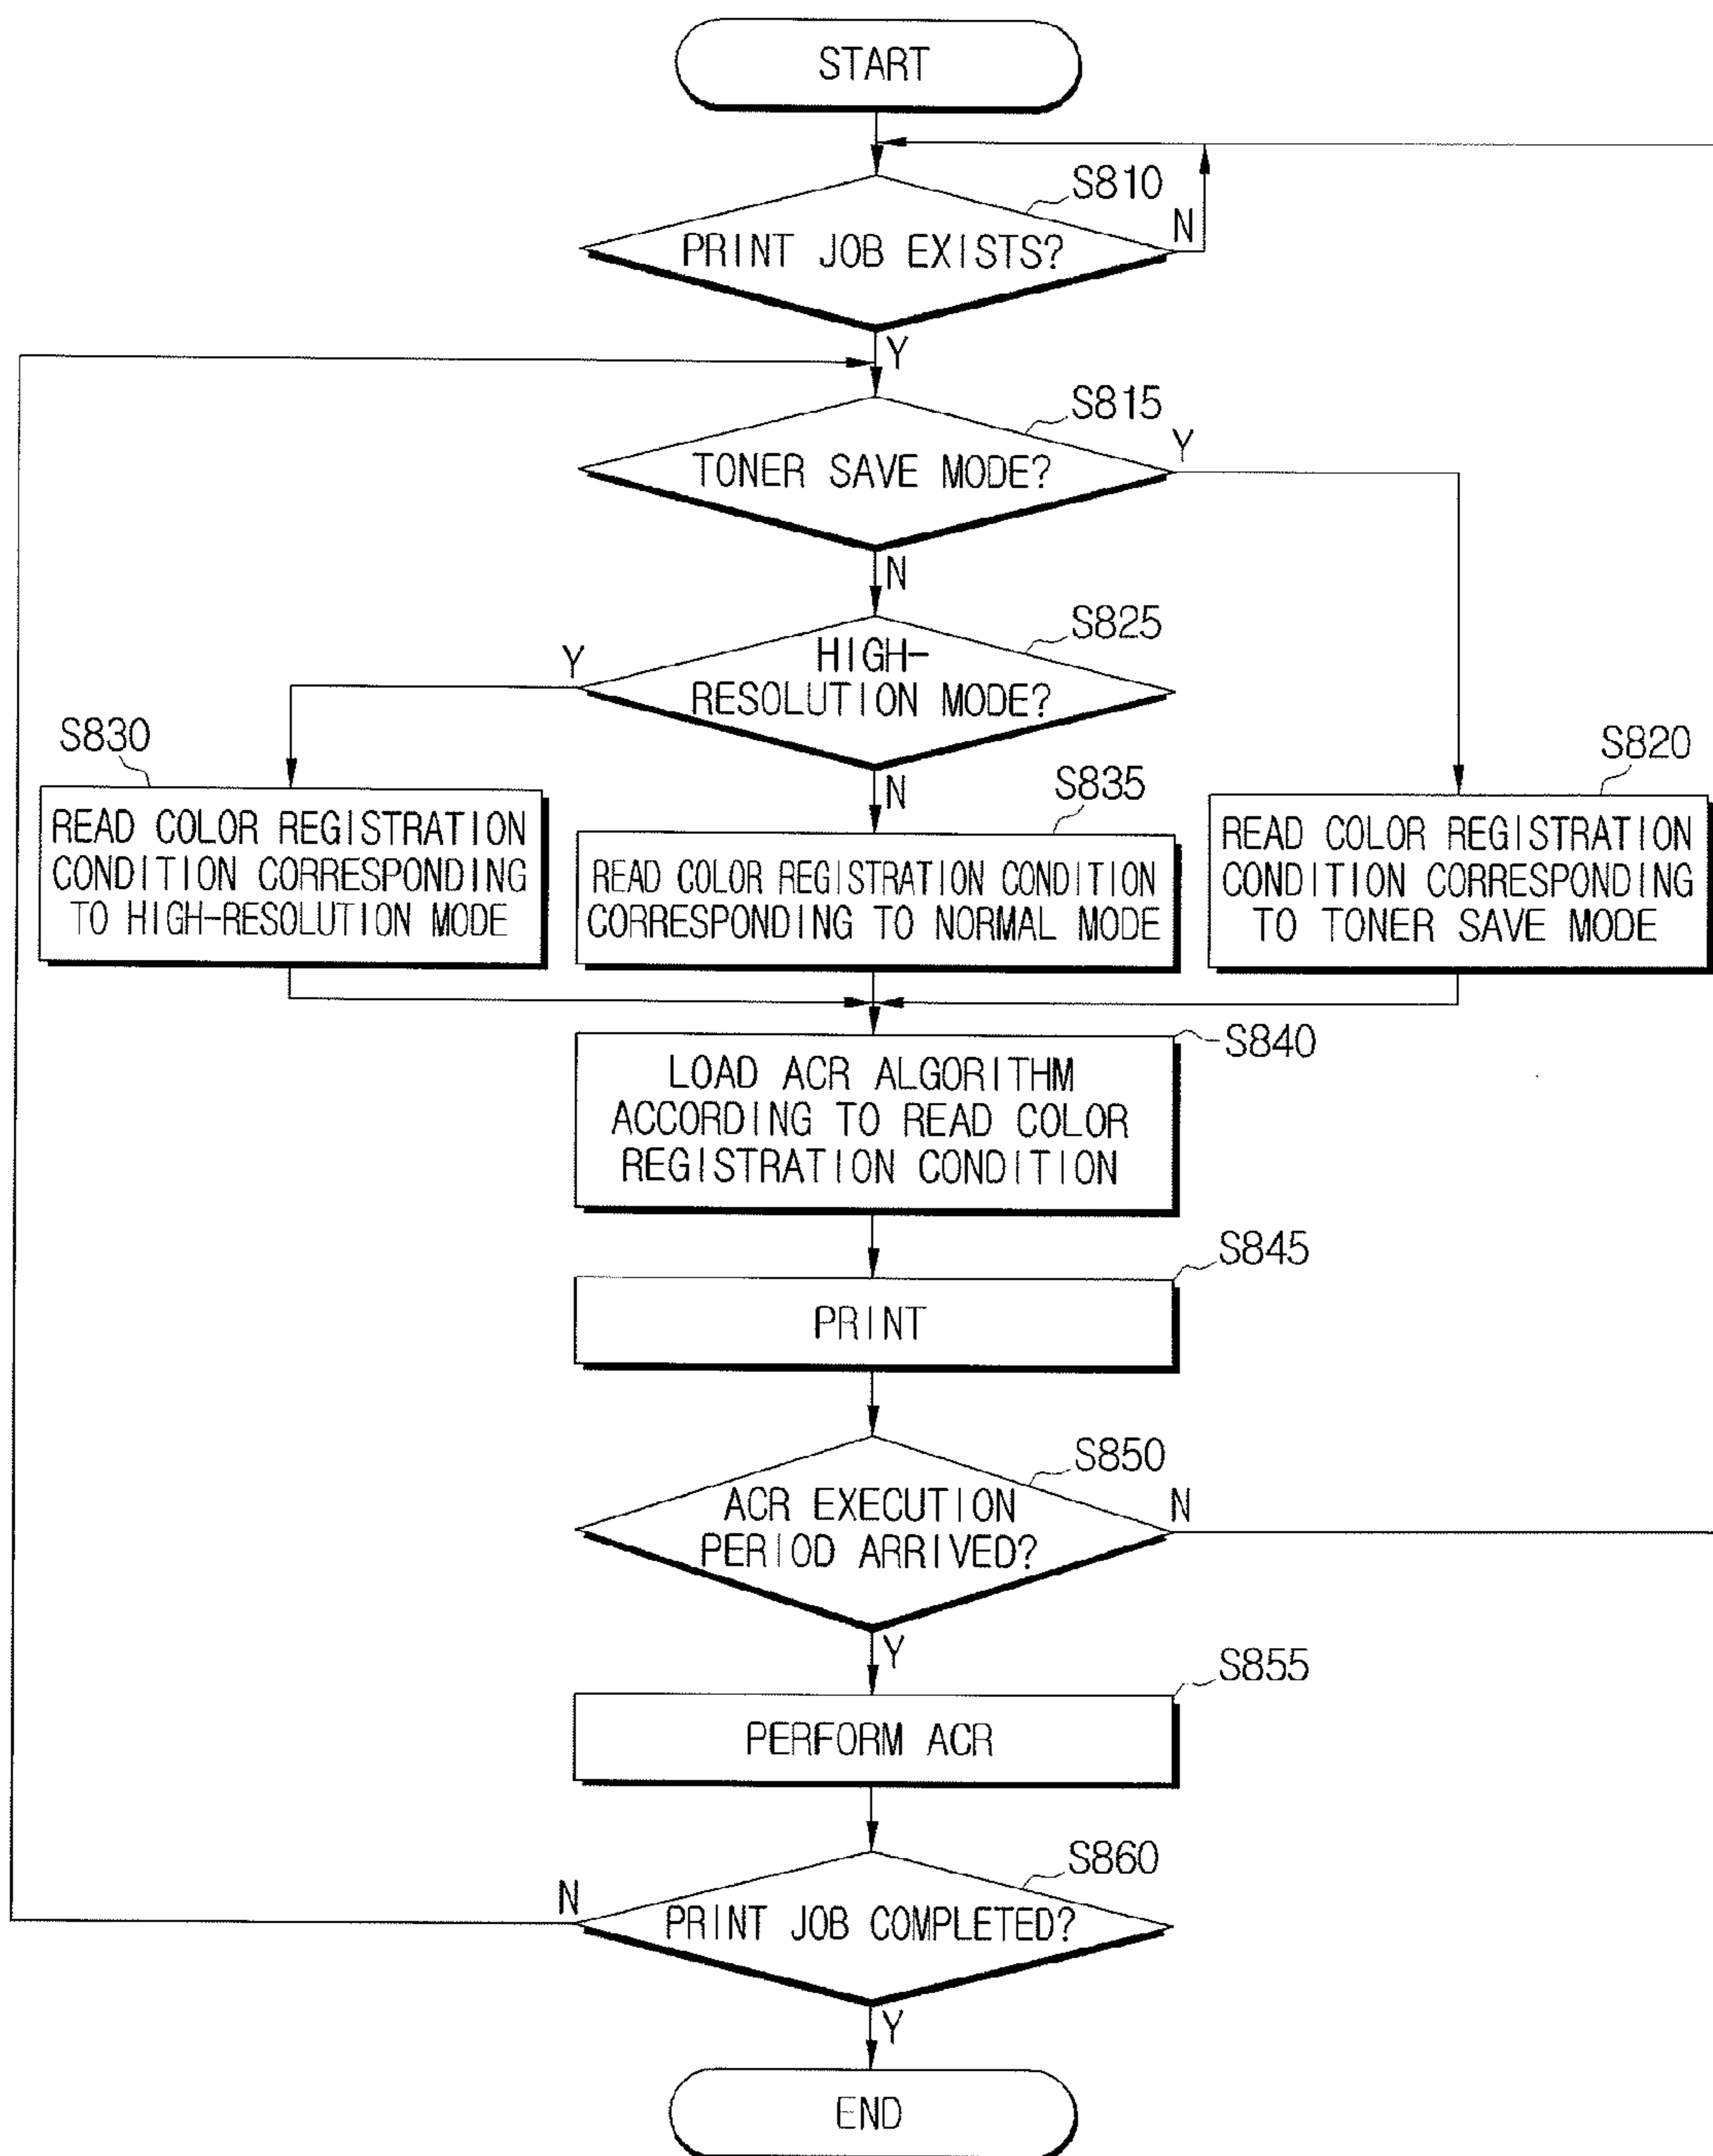 START
S810
PRINT JOB EXISTS?
N
Y
S815
TONER SAVE MODE?
Y
N
S825
HIGH-
RESOLUTION MODE?
Y
N
S830
READ COLOR REGISTRATION
CONDITION CORRESPONDING
TO HIGH-RESOLUTION MODE
S835
READ COLOR REGISTRATION CONDITION
CORRESPONDING TO NORMAL MODE
S820
READ COLOR REGISTRATION
CONDITION CORRESPONDING
TO TONER SAVE MODE
S840
LOAD ACR ALGORITHM
ACCORDING TO READ COLOR
REGISTRATION CONDITION
S845
PRINT
S850
ACR EXECUTION
PERIOD ARRIVED?
N
Y
S855
PERFORM ACR
S860
PRINT JOB COMPLETED?
N
Y
END